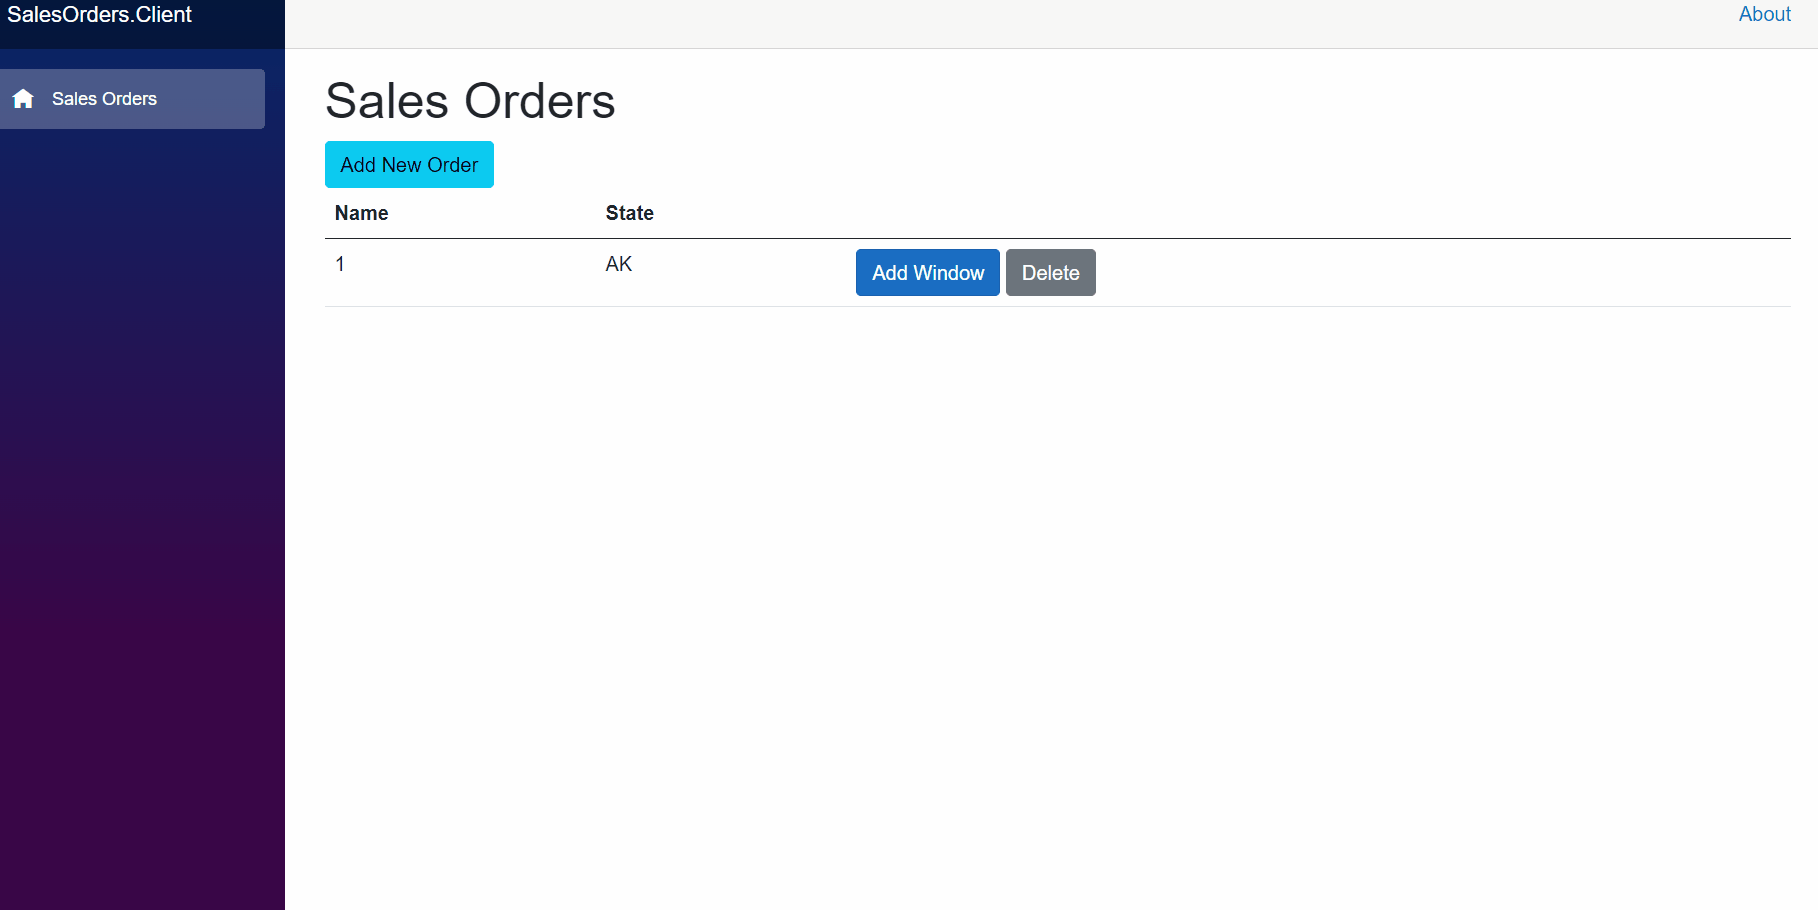 SalesOrders.Client
About
Sales Orders
Sales Orders
Add New Order
Name State
1 AK Add Window Delete